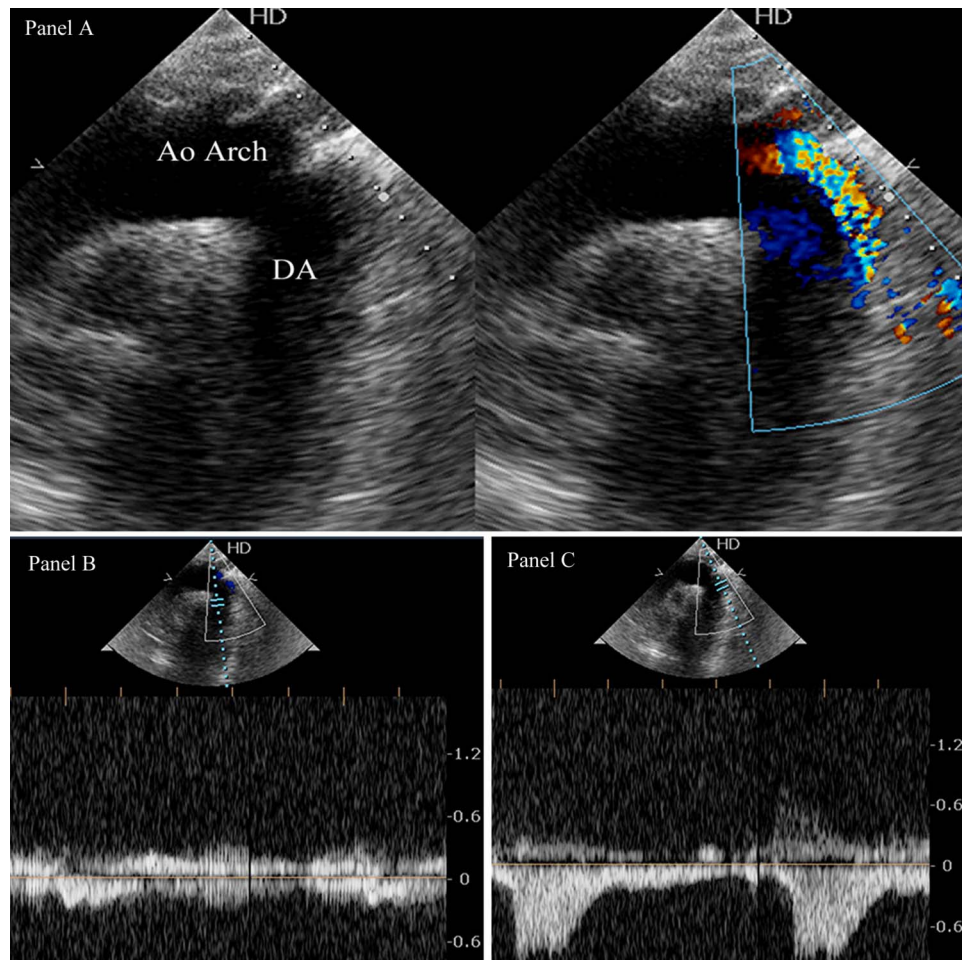 Panel A
HD
HD
Ao Arch
DA
Panel B
HD
-1.2
-0.6
- 0
-0.6
Panel C
HD
-1.2
-0.6
- 0
-0.6